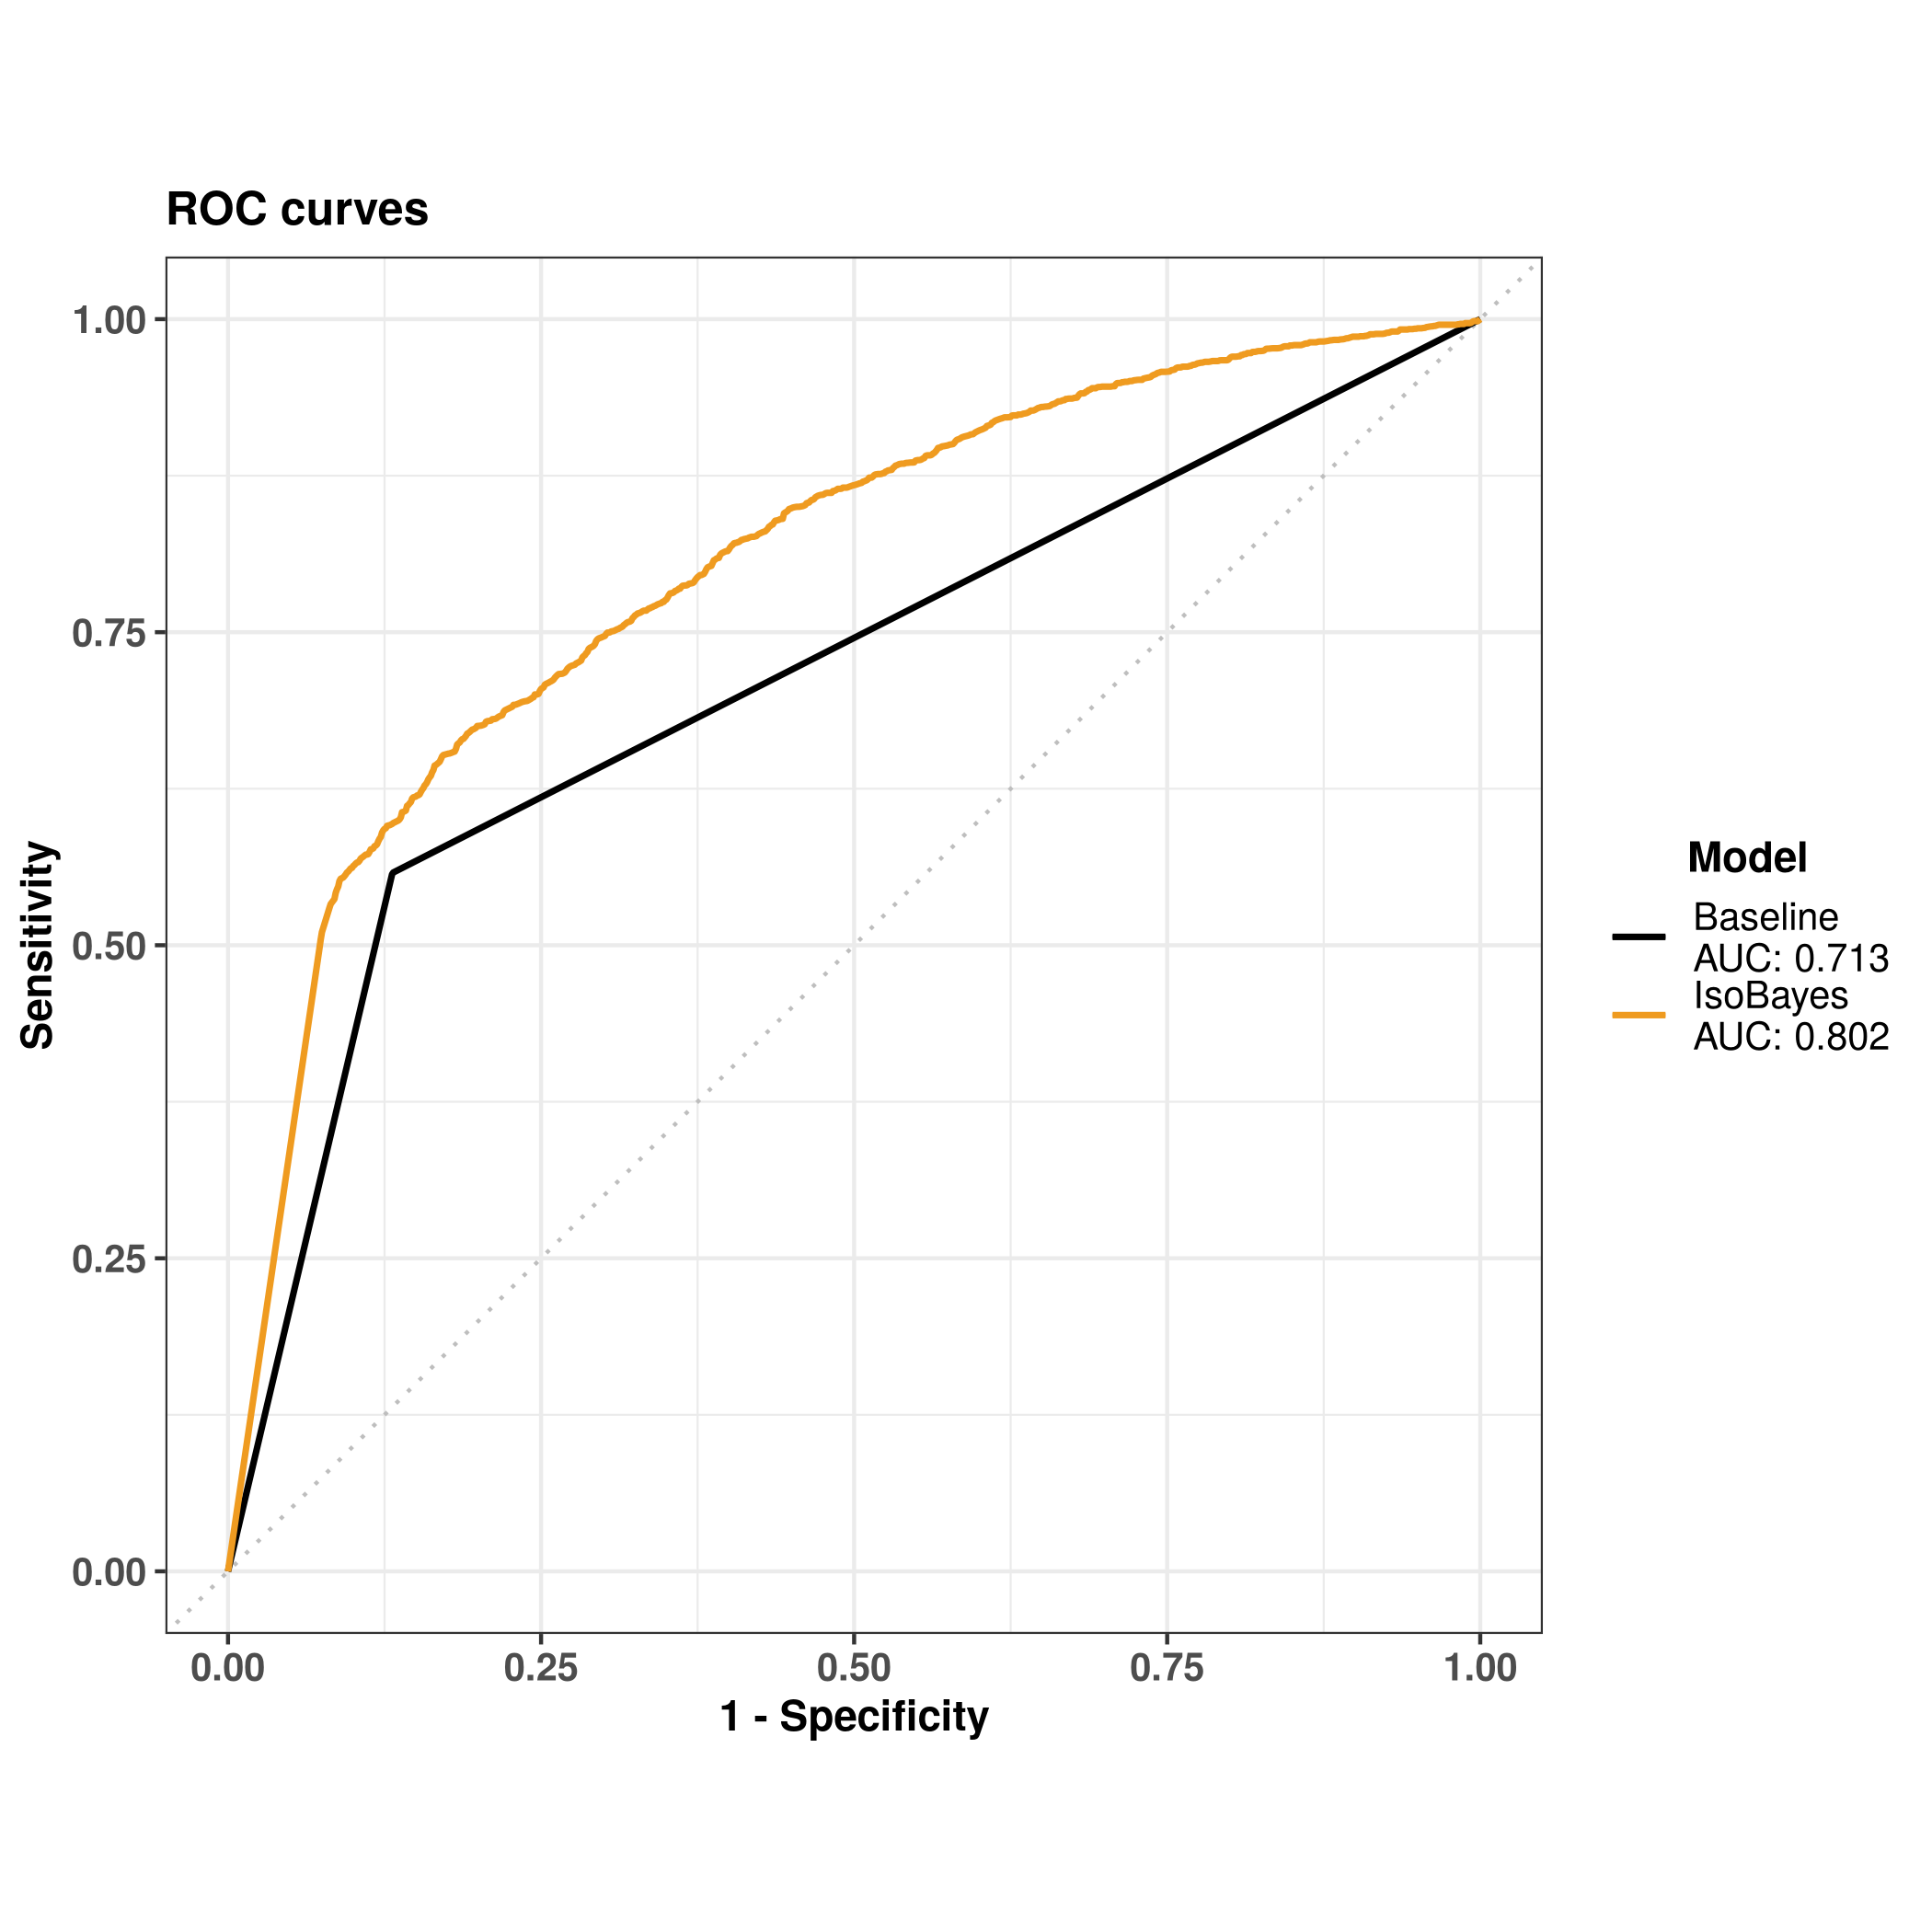 ROC curves
1.00
0.75
0.50
0.25
0.00
Sensitivity
0.00 0.25 0.50 0.75 1.00
1 - Specificity
Model
Baseline
AUC: 0.713
IsoBayes
AUC: 0.802